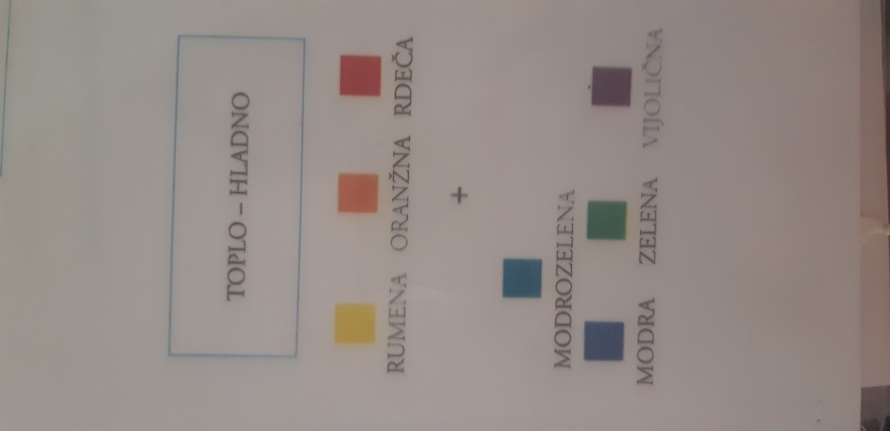 TOPLO – HLADNO
RUMENA ORANŽNA RDEČA
+
MODROZELENA
MODRA ZELENA VIJOLIČNA